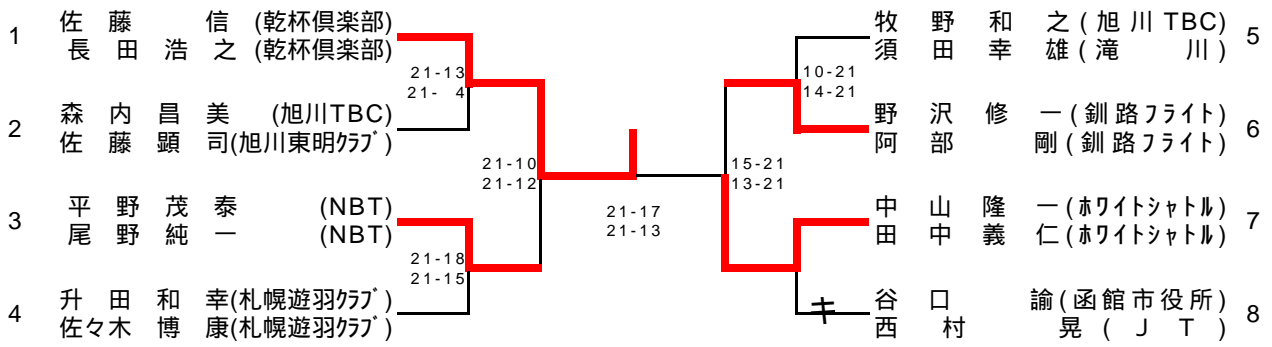 1 佐藤 信 (乾杯倶楽部)
長田浩之 (乾杯倶楽部)
21-13
21- 4
2 森内昌美 (旭川TBC)
佐藤顕司(旭川東明ｸﾗﾌﾞ)
21-10
21-12
3 平野茂泰 (NBT)
尾野純一 (NBT)
21-18
21-15
4 升田和幸(札幌遊羽ｸﾗﾌﾞ)
佐々木博康(札幌遊羽ｸﾗﾌﾞ)
21-17
21-13
牧野和之(旭川TBC) 5
須田幸雄(滝川)
10-21
14-21
野沢修一(釧路フライト) 6
阿部 剛(釧路フライト)
15-21
13-21
中山隆一(ﾎワイトシャトル) 7
田中義仁(ﾎワイトシャトル)
キ
谷口 諭(函館市役所) 8
西村 晃(JT)